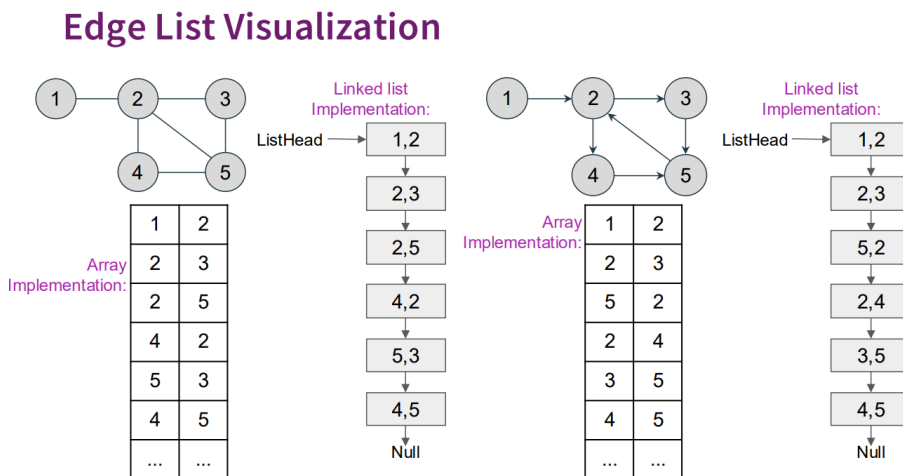 Edge List Visualization
1
2
3
4
5
Linked list
Implementation:
ListHead
1,2
2,3
2,5
4,2
5,3
4,5
Null
Array
Implementation:
1 2
2 3
2 5
4 2
5 3
4 5
... ...
1
2
3
4
5
Linked list
Implementation:
ListHead
1,2
2,3
5,2
2,4
3,5
4,5
Null
Array
Implementation:
1 2
2 3
5 2
2 4
3 5
4 5
... ...